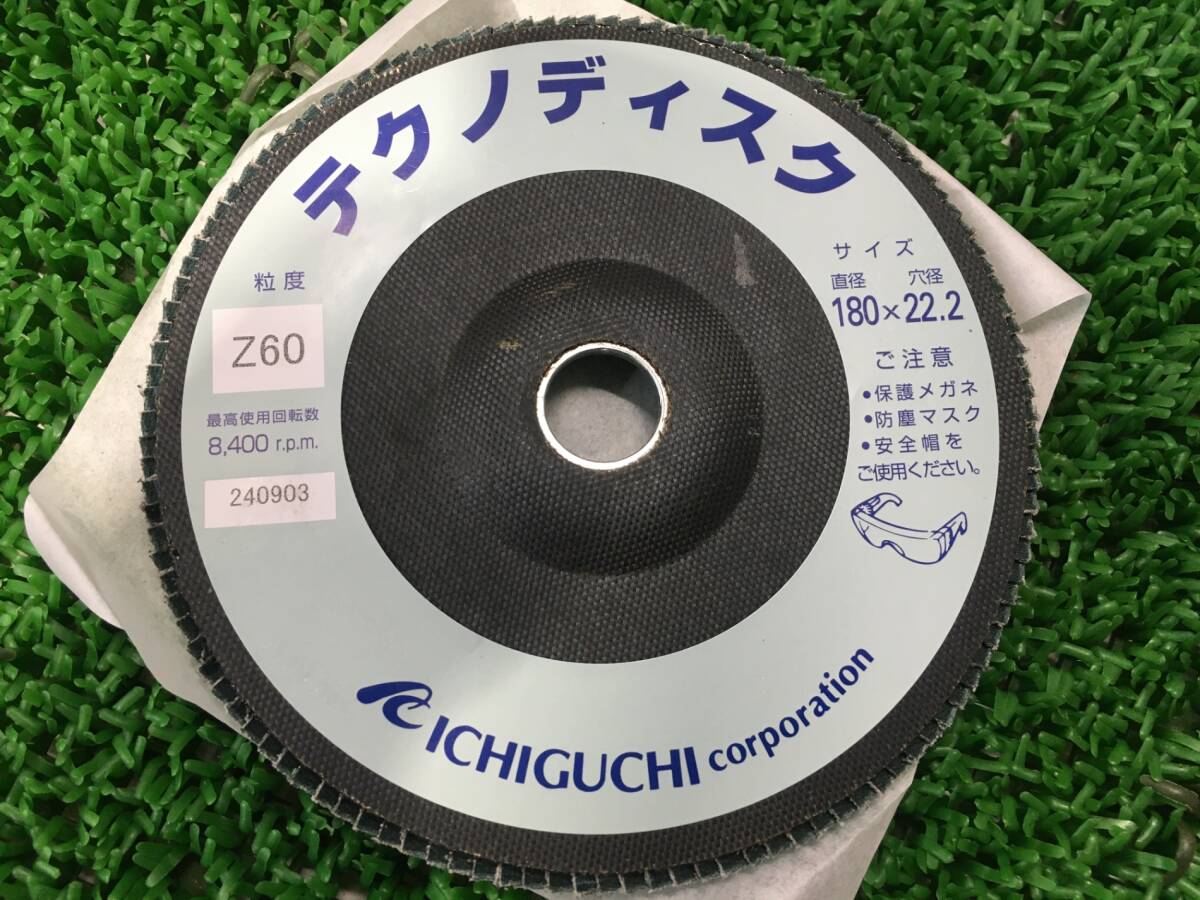 テクノディスク
粒度
Z60
最高使用回転数
8,400 r.p.m.
240903
サイズ
直径 穴径
180×22.2
ご注意
•保護メガネ
•防塵マスク
•安全帽を
ご使用ください。
ICHIGUCHI corporation